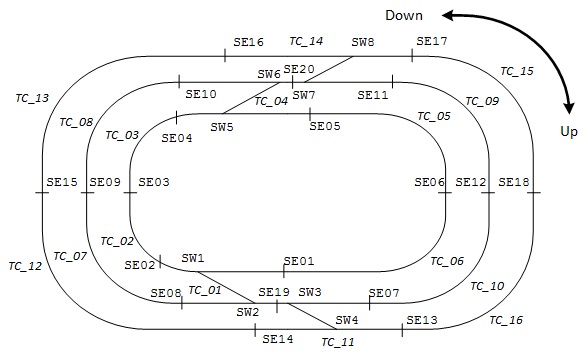 Down
SE16
TC_14
SW8
SE17
SE20
SW6
TC_15
TC_13
SE10
TC_04
SW7
SE11
TC_09
TC_08
TC_03
SE04
SW5
SE05
TC_05
Up
SE15
SE09
SE03
SE06
SE12
SE18
TC_02
TC_07
TC_12
SE02
SW1
SE01
TC_06
SE08
TC_01
SE19
SW3
SE07
TC_10
SW2
SE14
SW4
SE13
TC_16
TC_11